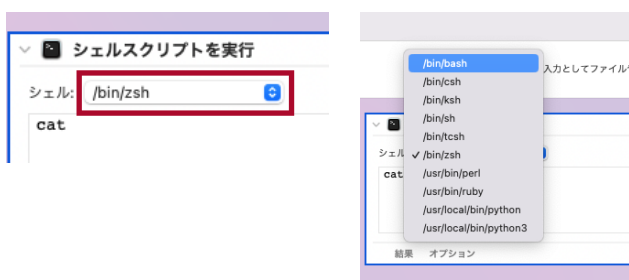 シェルスクリプトを実行
シェル: /bin/zsh
cat
入力としてファイル
/bin/bash
/bin/csh
/bin/ksh
/bin/sh
/bin/tcsh
シェル ✓ /bin/zsh
cat
/usr/bin/perl
/usr/bin/ruby
/usr/local/bin/python
/usr/local/bin/python3
結果 オプション